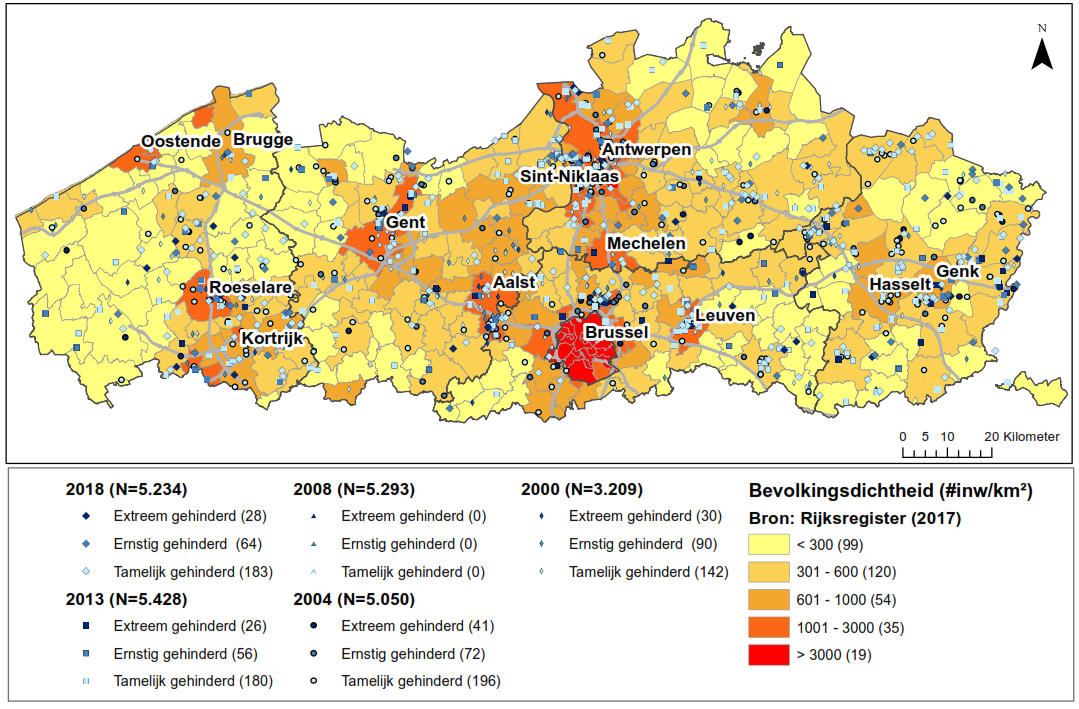 N
Oostende
Brugge
Antwerpen
Sint-Niklaas
Gent
Mechelen
Genk
Hasselt
Aalst
Roeselare
Leuven
Brussel
Kortrijk
0 5 10 20 Kilometer
2018 (N=5.234)
Extreem gehinderd (28)
Ernstig gehinderd (64)
Tamelijk gehinderd (183)
2013 (N=5.428)
Extreem gehinderd (26)
Ernstig gehinderd (56)
Tamelijk gehinderd (180)
2008 (N=5.293)
Extreem gehinderd (0)
Ernstig gehinderd (0)
Tamelijk gehinderd (0)
2004 (N=5.050)
Extreem gehinderd (41)
Ernstig gehinderd (72)
Tamelijk gehinderd (196)
2000 (N=3.209)
Extreem gehinderd (30)
Ernstig gehinderd (90)
Tamelijk gehinderd (142)
Bevolkingsdichtheid (#inw/km²)
Bron: Rijksregister (2017)
< 300 (99)
301 - 600 (120)
601 - 1000 (54)
1001 - 3000 (35)
> 3000 (19)